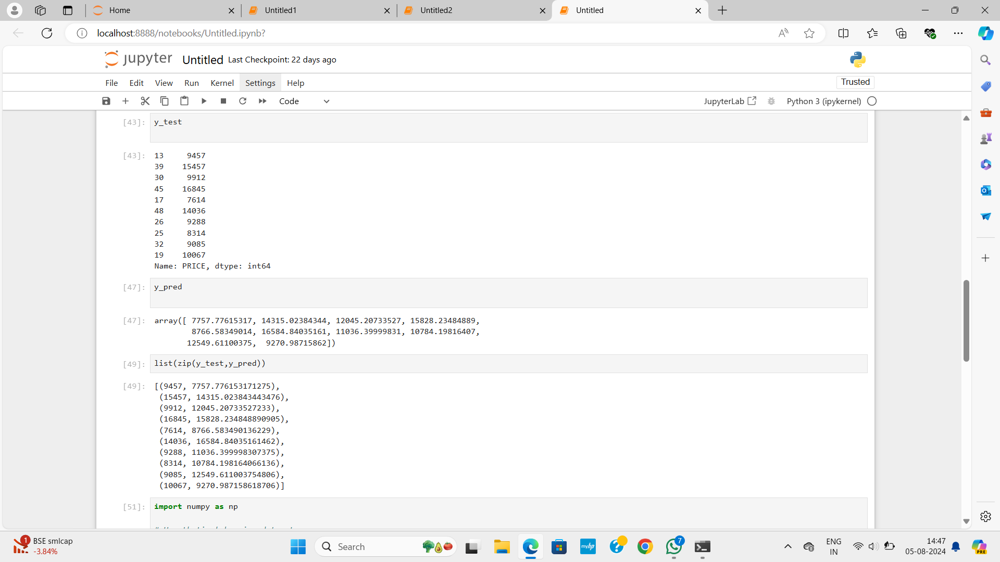 Home
Untitled1
Untitled2
Untitled
localhost:8888/notebooks/Untitled.ipynb?
jupyter Untitled Last Checkpoint: 22 days ago
File Edit View Run Kernel Settings Help
Trusted
Code
JupyterLab
Python 3 (ipykernel)
[43]: y_test
[43]: 13     9457
39    15457
30     9912
45    16845
17     7614
48    14036
26     9288
25     8314
32     9085
19    10067
Name: PRICE, dtype: int64
[47]: y_pred
[47]: array([ 7757.77615317, 14315.02384344, 12045.20733527, 15828.23484889,
8766.58349014, 16584.84035161, 11036.39999831, 10784.19816407,
12549.61100375,  9270.98715862])
[49]: list(zip(y_test,y_pred))
[49]: [(9457, 7757.776153171275),
(15457, 14315.023843443476),
(9912, 12045.20733527233),
(16845, 15828.234848890905),
(7614, 8766.583490136229),
(14036, 16584.84035161462),
(9288, 11036.399998307375),
(8314, 10784.198164066136),
(9085, 12549.611003754806),
(10067, 9270.987158618706)]
[51]: import numpy as np
1
BSE smlcap
-3.84%
Search
myhp
7
ENG
IN
14:47
05-08-2024
PRE